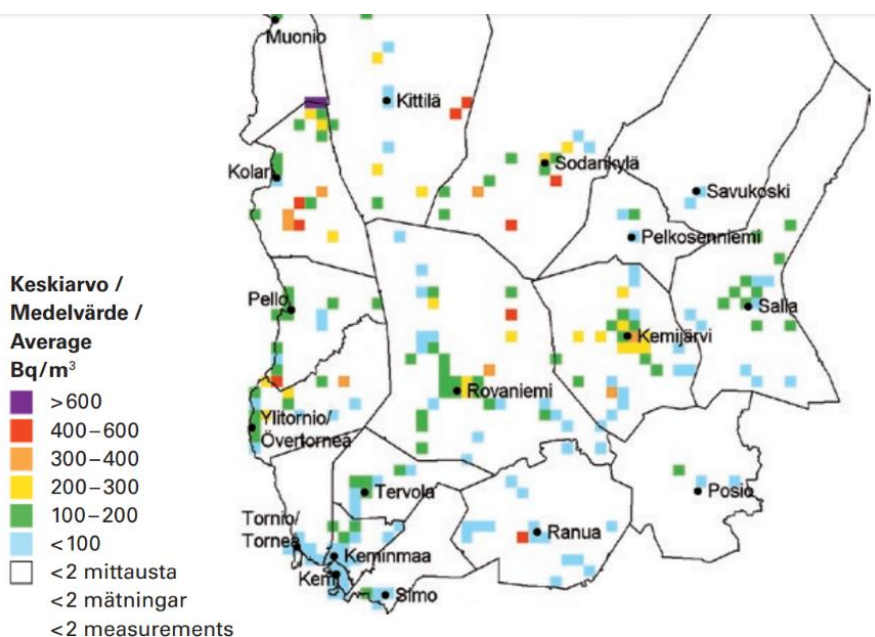 Muonio
Kittilä
Kolari
Sodankylä
Savukoski
Pelkosenniemi
Pello
Salla
Kemijärvi
Rovaniemi
Ylitornio/
Övertorneå
Tervola
Posio
Tornio/
Torneå
Ranua
Keminmaa
Kemi
Simo
Keskiarvo /
Medelvärde /
Average
Bq/m³
>600
400–600
300–400
200–300
100–200
<100
<2 mittausta
<2 mätningar
<2 measurements